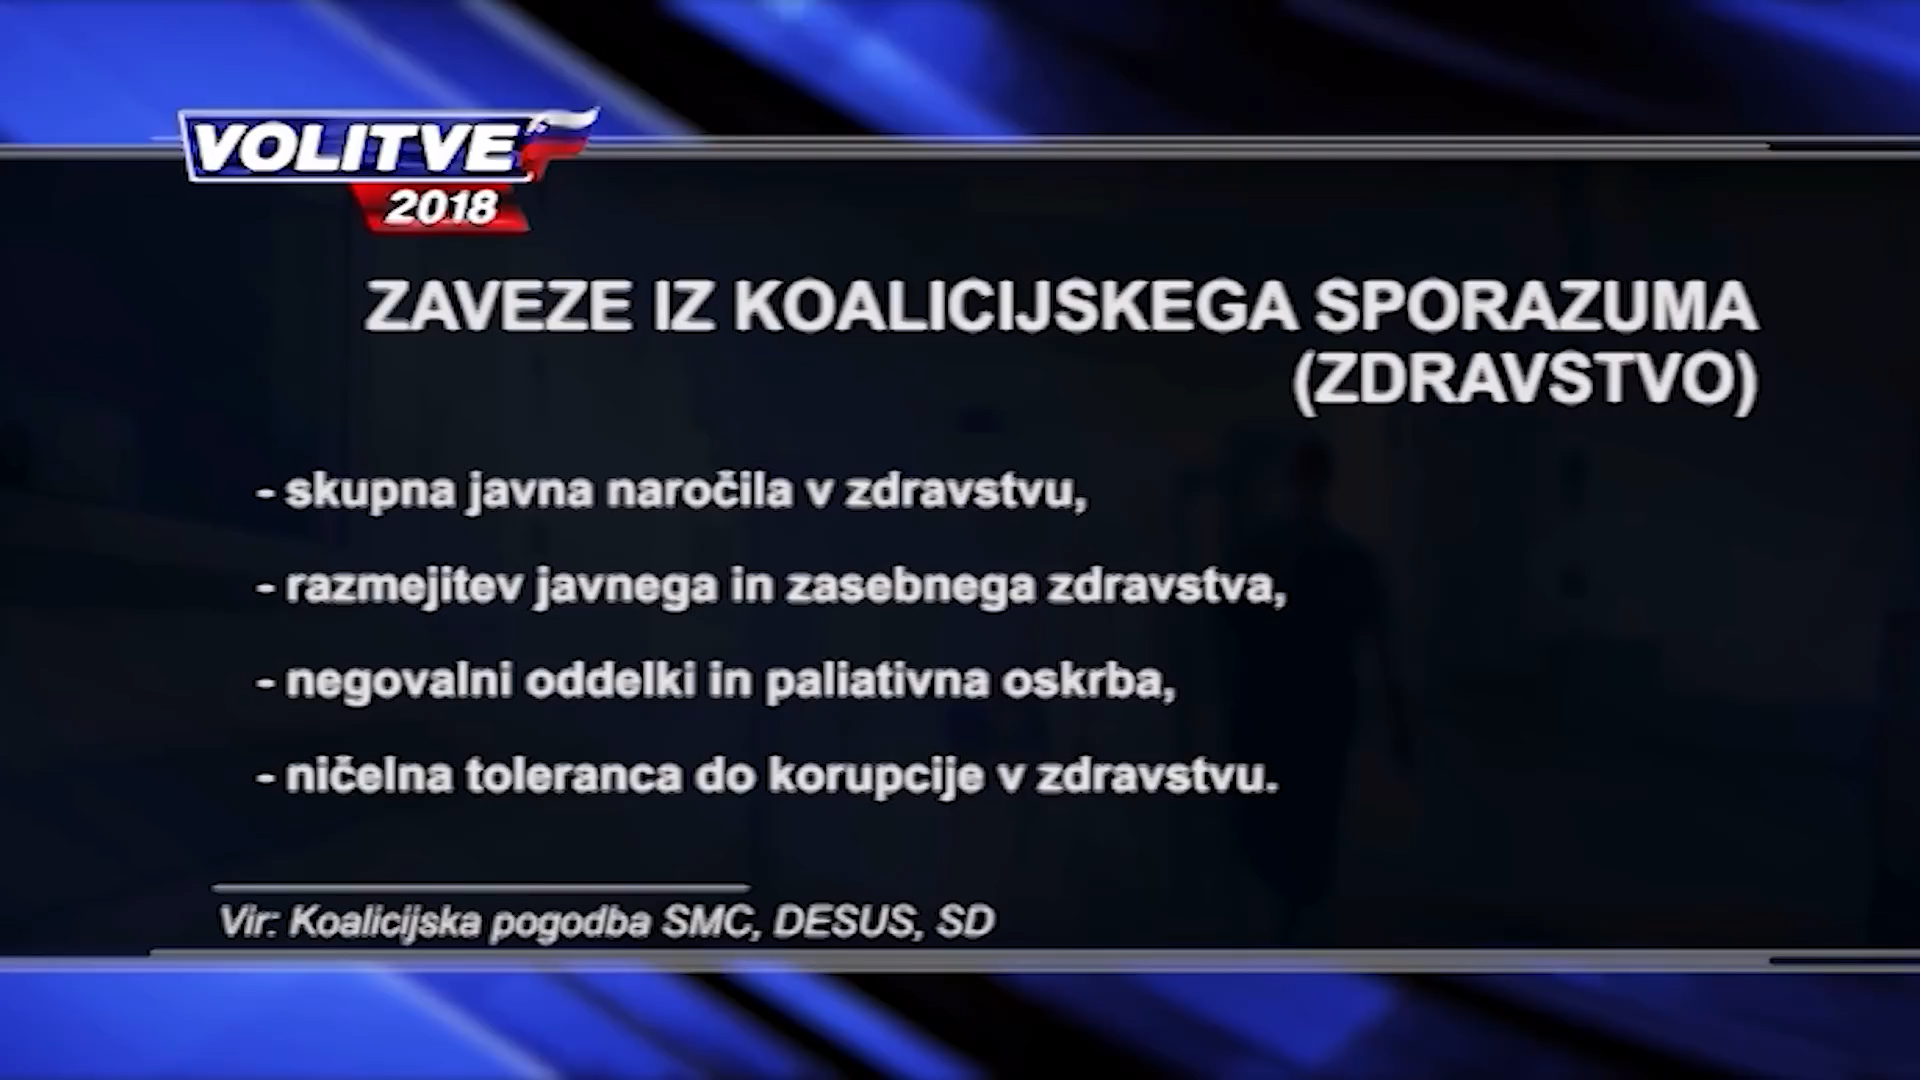 VOLITVE
2018
ZAVEZE IZ KOALICIJSKEGA SPORAZUMA
(ZDRAVSTVO)
- skupna javna naročila v zdravstvu,
- razmejitev javnega in zasebnega zdravstva,
- negovalni oddelki in paliativna oskrba,
- ničelna toleranca do korupcije v zdravstvu.
Vir: Koalicijska pogodba SMC, DESUS, SD